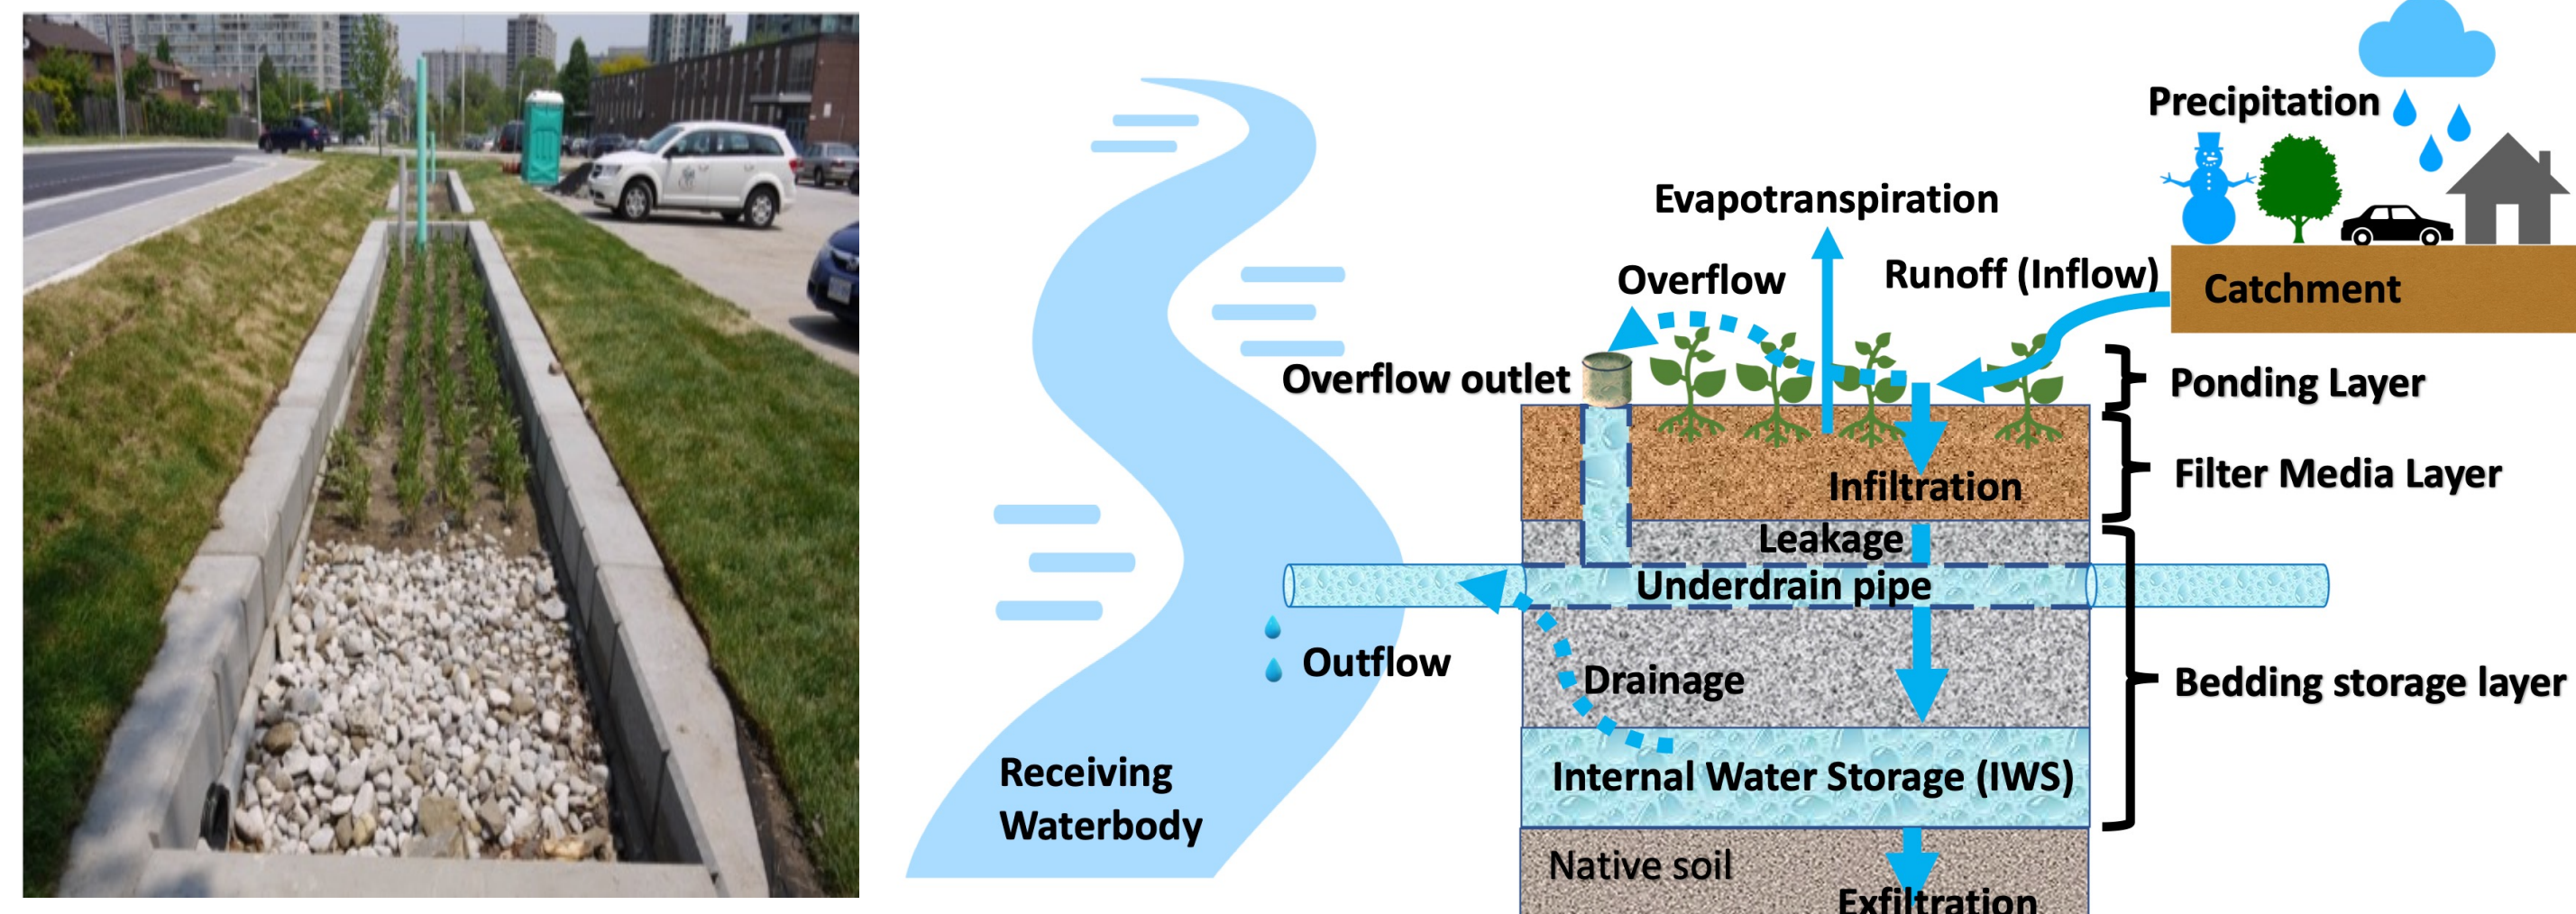 Precipitation
Evapotranspiration
Overflow
Runoff (Inflow)
Catchment
Overflow outlet
Ponding Layer
Filter Media Layer
Infiltration
Leakage
Underdrain pipe
Outflow
Drainage
Bedding storage layer
Receiving
Waterbody
Internal Water Storage (IWS)
Native soil
Exfiltration